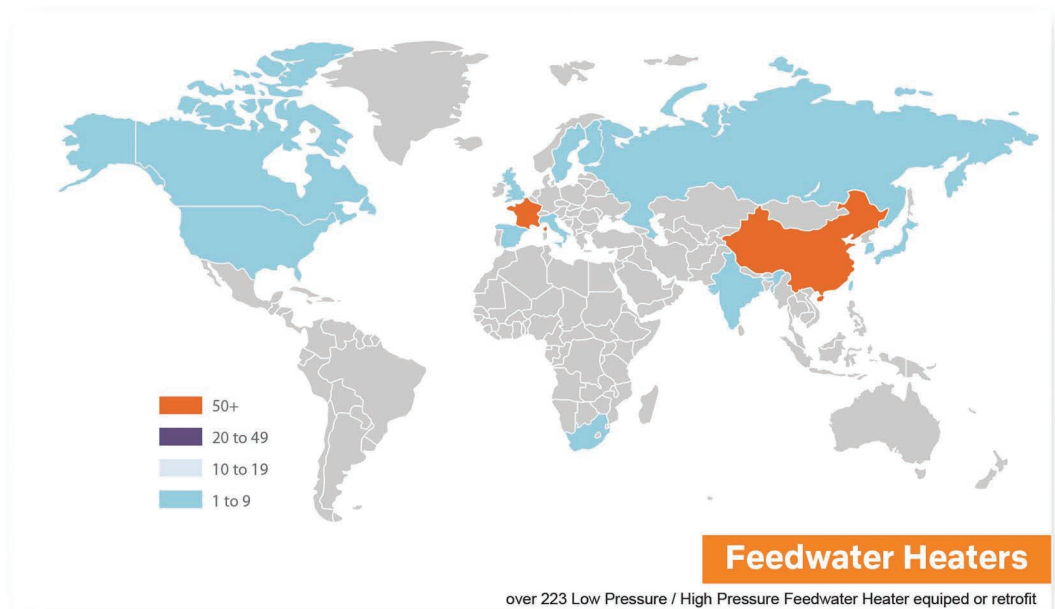 50+
20 to 49
10 to 19
1 to 9
Feedwater Heaters
over 223 Low Pressure / High Pressure Feedwater Heater equiped or retrofit